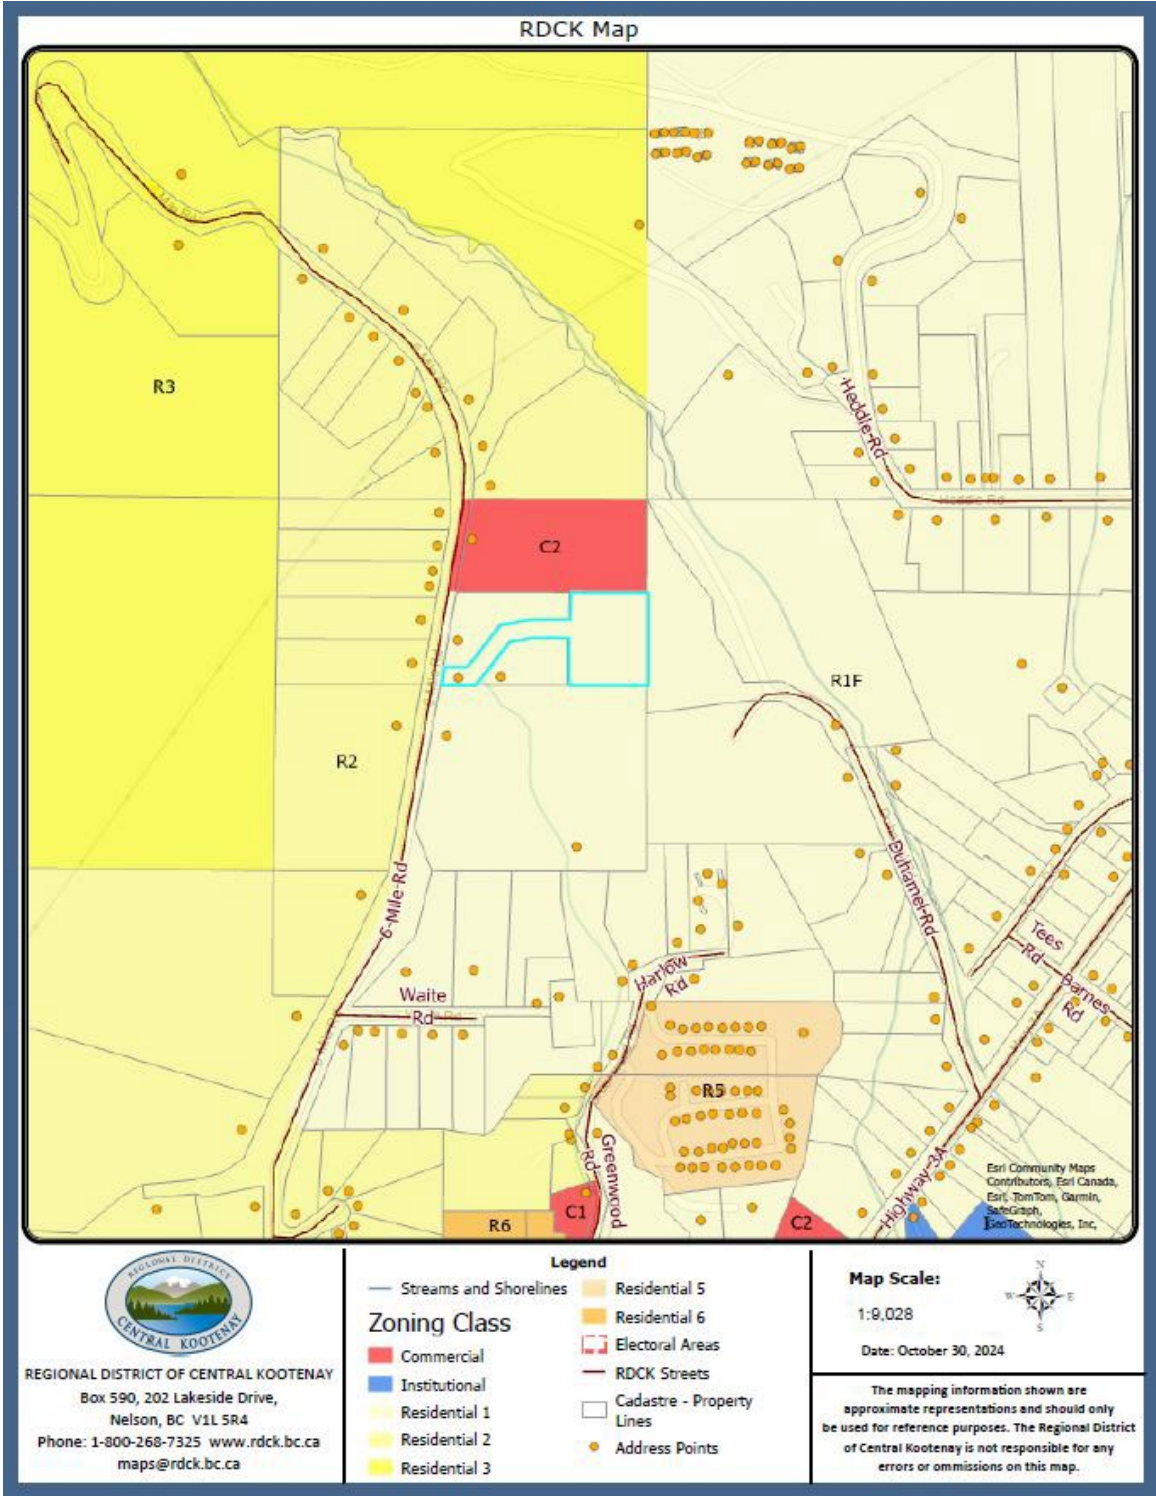 RDCK Map
R3
C2
Heddle-Rd
Heddle Rd
R1F
R2
6-Mile-Rd
Duhamel-Rd
Tees
Rd
Barnes
Rd
Harlow
Rd
Waite
Rd
R5
Greenwood
Rd
Highway-3A
R6
C1
C2
Esri Community Maps
Contributors, Esri Canada,
Esri, TomTom, Garmin,
SafeGraph,
GeoTechnologies, Inc,
REGIONAL DISTRICT
CENTRAL KOOTENAY
REGIONAL DISTRICT OF CENTRAL KOOTENAY
Box 590, 202 Lakeside Drive,
Nelson, BC V1L 5R4
Phone: 1-800-268-7325 www.rdck.bc.ca
maps@rdck.bc.ca
Legend
Streams and Shorelines
Zoning Class
Commercial
Institutional
Residential 1
Residential 2
Residential 3
Residential 5
Residential 6
Electoral Areas
RDCK Streets
Cadastre - Property
Lines
Address Points
Map Scale:
1:9,028
N
W
E
S
Date: October 30, 2024
The mapping information shown are
approximate representations and should only
be used for reference purposes. The Regional District
of Central Kootenay is not responsible for any
errors or ommissions on this map.